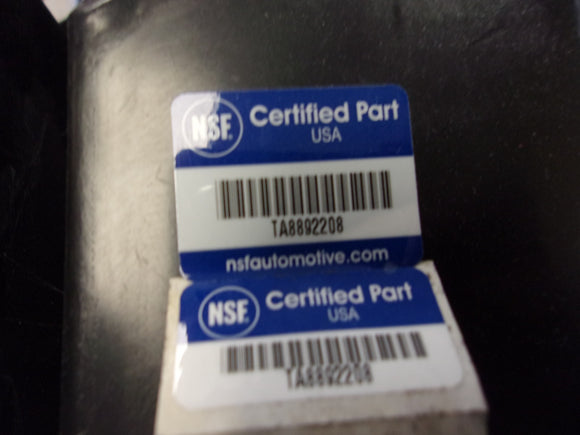 NSF. Certified Part
USA
TA8892208
nsfautomotive.com
NSF. Certified Part
USA
TA8892208